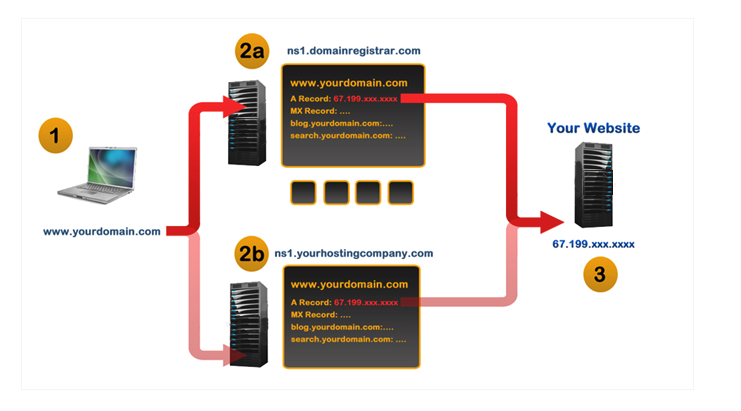 2a
ns1.domainregistrar.com
www.yourdomain.com
A Record: 67.199.xxx.xxxx
MX Record: ....
blog.yourdomain.com:....
search.yourdomain.com: ....
1
www.yourdomain.com
Your Website
67.199.xxx.xxxx
3
2b
ns1.yourhostingcompany.com
www.yourdomain.com
A Record: 67.199.xxx.xxxx
MX Record: ....
blog.yourdomain.com:....
search.yourdomain.com: ....